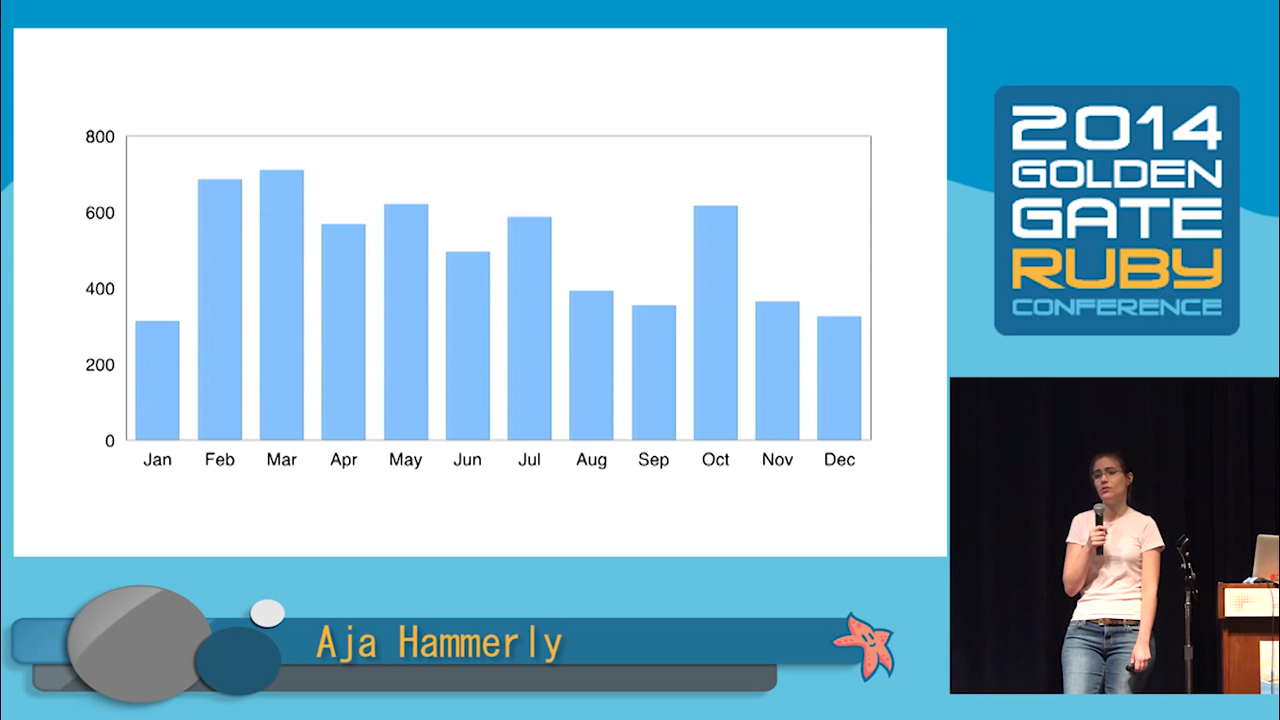 800
600
400
200
0
Jan Feb Mar Apr May Jun Jul Aug Sep Oct Nov Dec
2014
GOLDEN
GATE
RUBY
CONFERENCE
Aja Hammerly